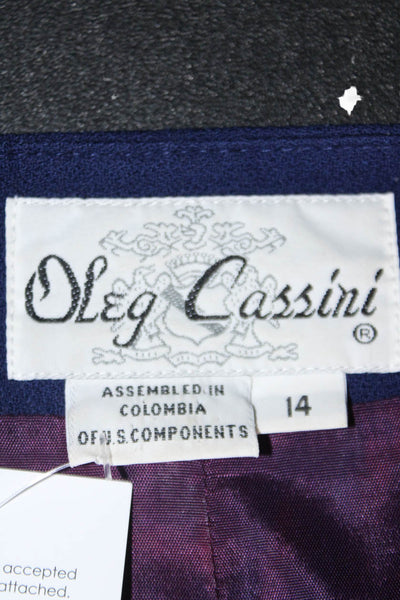 Oleg Cassini ®
ASSEMBLED IN
COLOMBIA
OF U.S. COMPONENTS
14
accepted
attached.